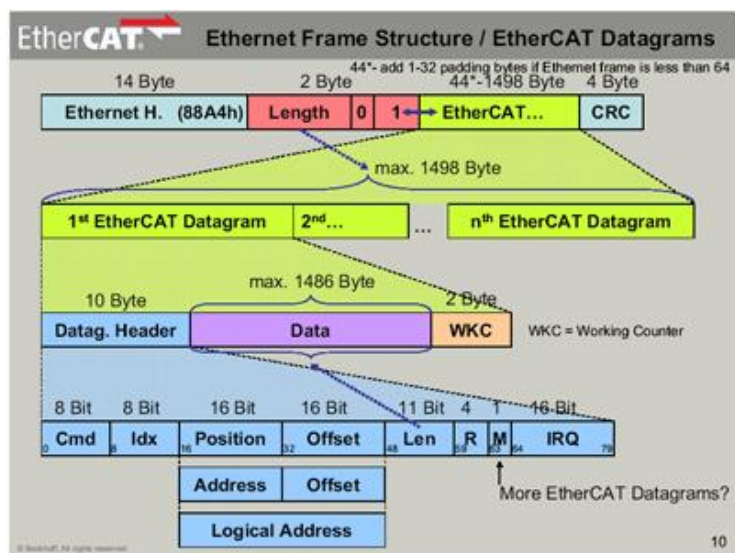 EtherCAT. Ethernet Frame Structure / EtherCAT Datagrams
44*- add 1-32 padding bytes if Ethernet frame is less than 64
14 Byte 2 Byte 44*-1498 Byte 4 Byte
Ethernet H. (88A4h) Length 0 1 EtherCAT... CRC
max. 1498 Byte
1st EtherCAT Datagram 2nd... ... nth EtherCAT Datagram
max. 1486 Byte
10 Byte 2 Byte
Datag. Header Data WKC WKC = Working Counter
8 Bit 8 Bit 16 Bit 16 Bit 11 Bit 4 1 16 Bit
Cmd Idx Position Offset Len R M IRQ
0 8 16 32 48 59 63 64 79
Address Offset More EtherCAT Datagrams?
Logical Address
© Beckhoff, All rights reserved 10